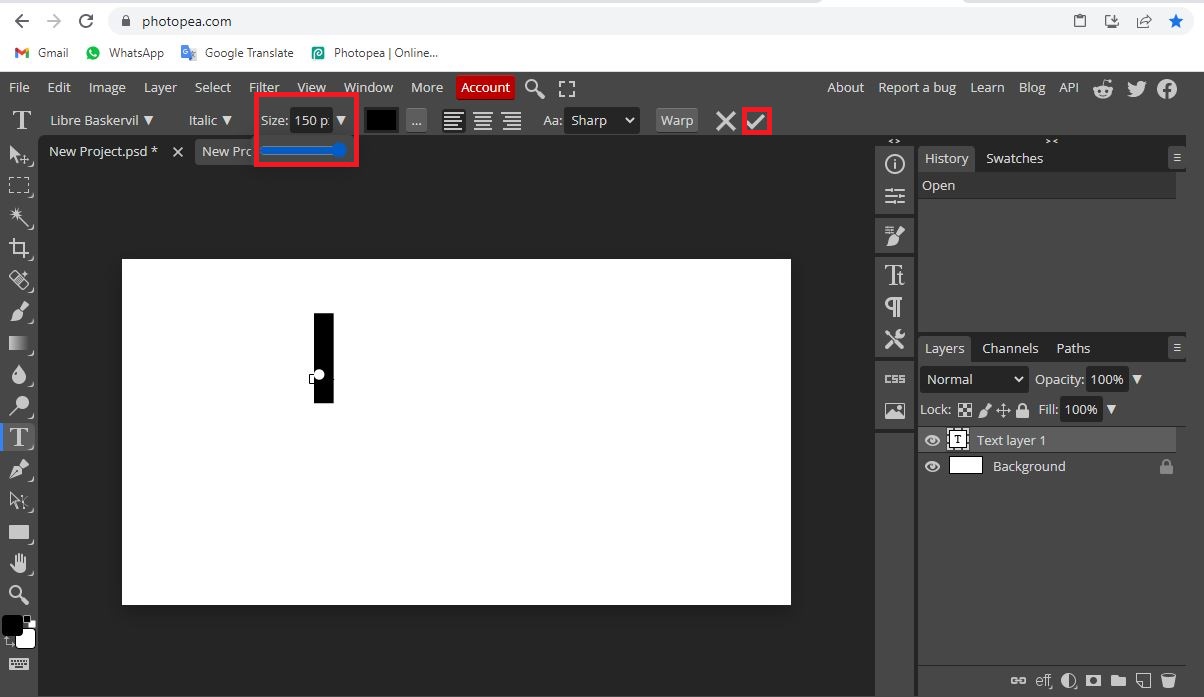 photopea.com
Gmail WhatsApp Google Translate Photopea | Online...
File Edit Image Layer Select Filter View Window More Account About Report a bug Learn Blog API
T Libre Baskervil ▼ Italic ▼ Size: 150 p: ▼ ... Aa: Sharp Warp
New Project.psd * New Pro
History Swatches
Open
Tt
Layers Channels Paths
CSS
Normal Opacity: 100% ▼
Lock: Fill: 100% ▼
T T Text layer 1
Background
eff